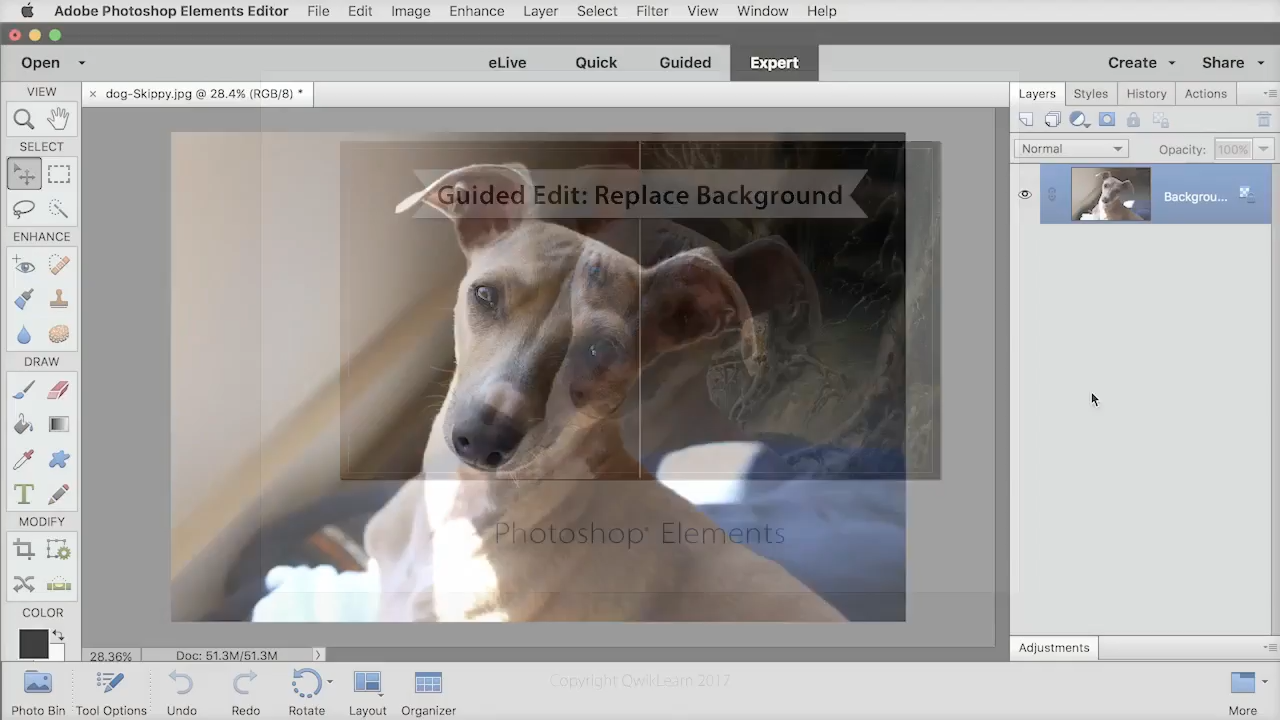 Adobe Photoshop Elements Editor File Edit Image Enhance Layer Select Filter View Window Help
Open eLive Quick Guided Expert Create Share
VIEW × dog-Skippy.jpg @ 28.4% (RGB/8) * Layers Styles History Actions
SELECT Normal Opacity: 100%
Guided Edit: Replace Background Backgrou...
ENHANCE
DRAW
T
MODIFY
Photoshop® Elements
COLOR
Adjustments
28.36% Doc: 51.3M/51.3M
Copyright QwikLearn 2017
Photo Bin Tool Options Undo Redo Rotate Layout Organizer More